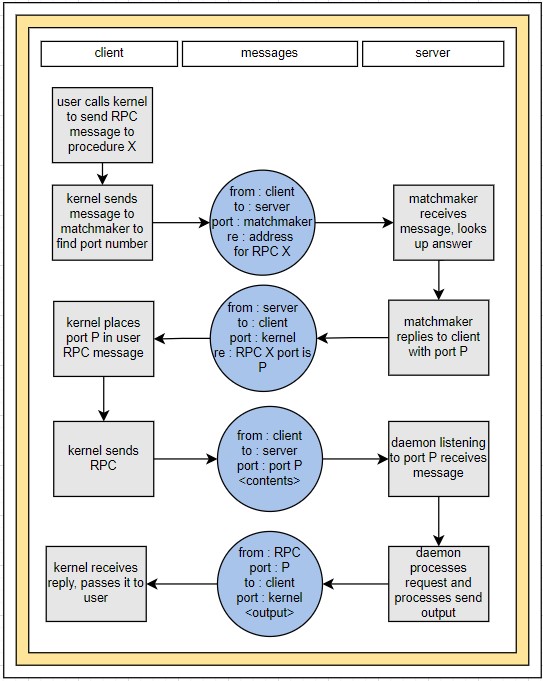 client
messages
server
user calls kernel
to send RPC
message to
procedure X
kernel sends
message to
matchmaker to
find port number
from : client
to : server
port : matchmaker
re : address
for RPC X
matchmaker
receives
message, looks
up answer
kernel places
port P in user
RPC message
from : server
to : client
port : kernel
re : RPC X port is
P
matchmaker
replies to client
with port P
kernel sends
RPC
from : client
to : server
port : port P
<contents>
daemon listening
to port P receives
message
kernel receives
reply, passes it to
user
from : RPC
port : P
to : client
port : kernel
<output>
daemon
processes
request and
processes send
output